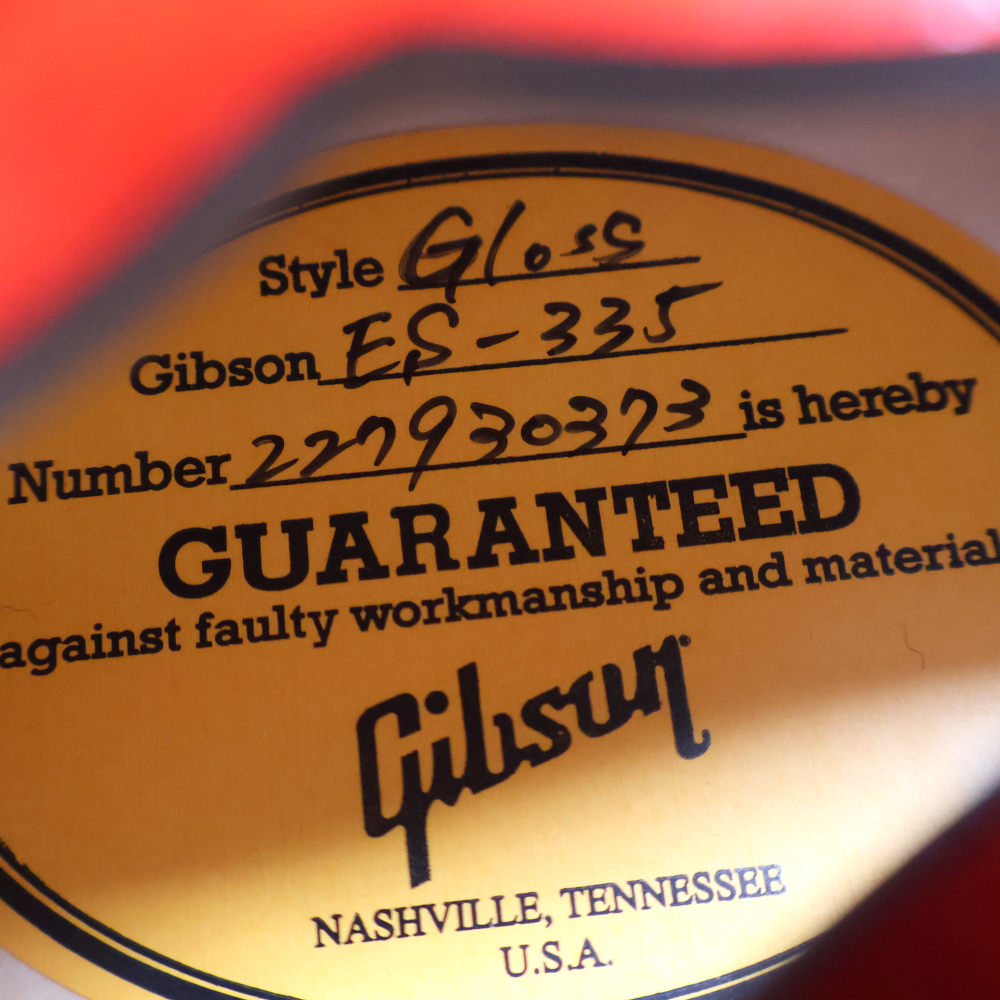 Style Gloss
Gibson ES-335
Number 227930373 is hereby
GUARANTEED
against faulty workmanship and material
Gibson
NASHVILLE, TENNESSEE
U.S.A.